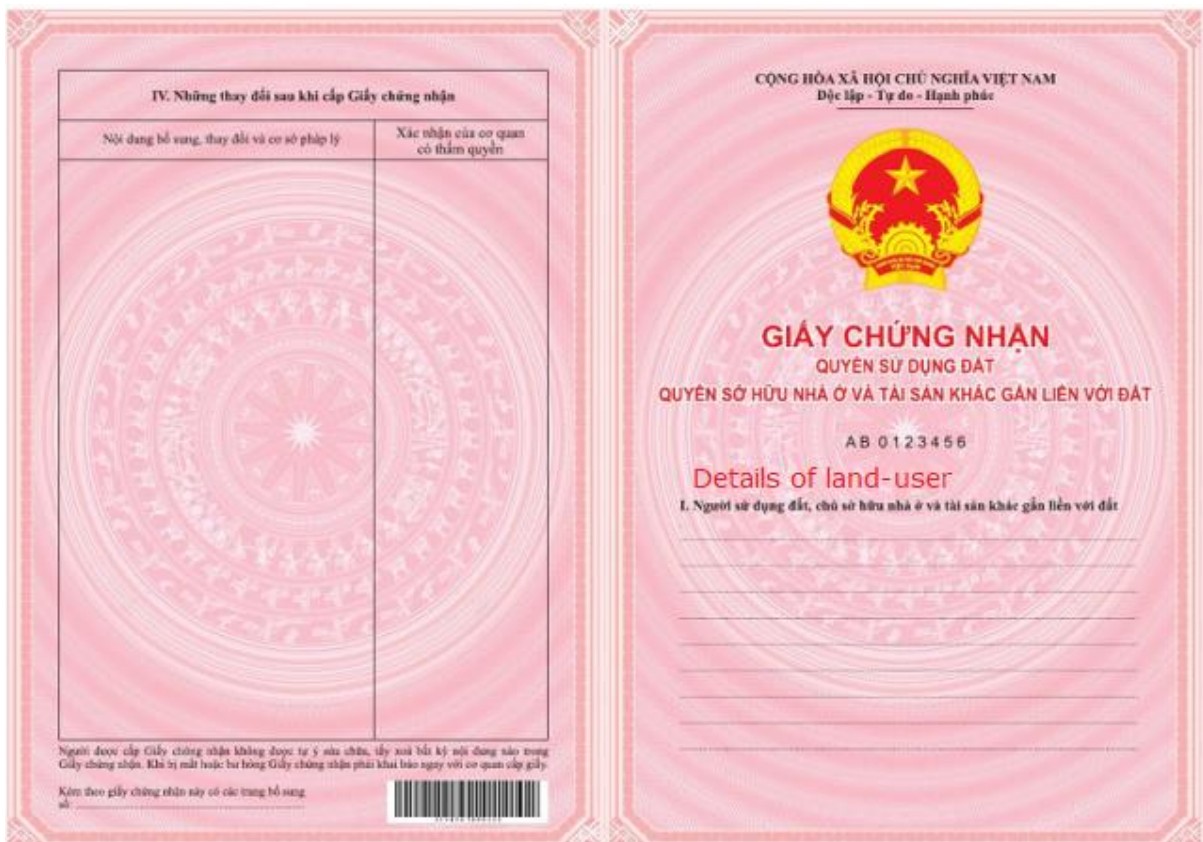 IV. Những thay đổi sau khi cấp Giấy chứng nhận
Nội dung bổ sung, thay đổi và cơ sở pháp lý
Xác nhận của cơ quan
có thẩm quyền
Người được cấp Giấy chứng nhận không được tự ý sửa chữa, tẩy xoá bất kỳ nội dung nào trong
Giấy chứng nhận. Khi bị mất hoặc hư hỏng Giấy chứng nhận phải khai báo ngay với cơ quan cấp giấy.
Kèm theo giấy chứng nhận này có các trang bổ sung
số:
CỘNG HÒA XÃ HỘI CHỦ NGHĨA VIỆT NAM
Độc lập - Tự do - Hạnh phúc
VIỆT NAM
GIẤY CHỨNG NHẬN
QUYỀN SỬ DỤNG ĐẤT
QUYỀN SỞ HỮU NHÀ Ở VÀ TÀI SẢN KHÁC GẮN LIỀN VỚI ĐẤT
AB 0123456
Details of land-user
I. Người sử dụng đất, chủ sở hữu nhà ở và tài sản khác gắn liền với đất